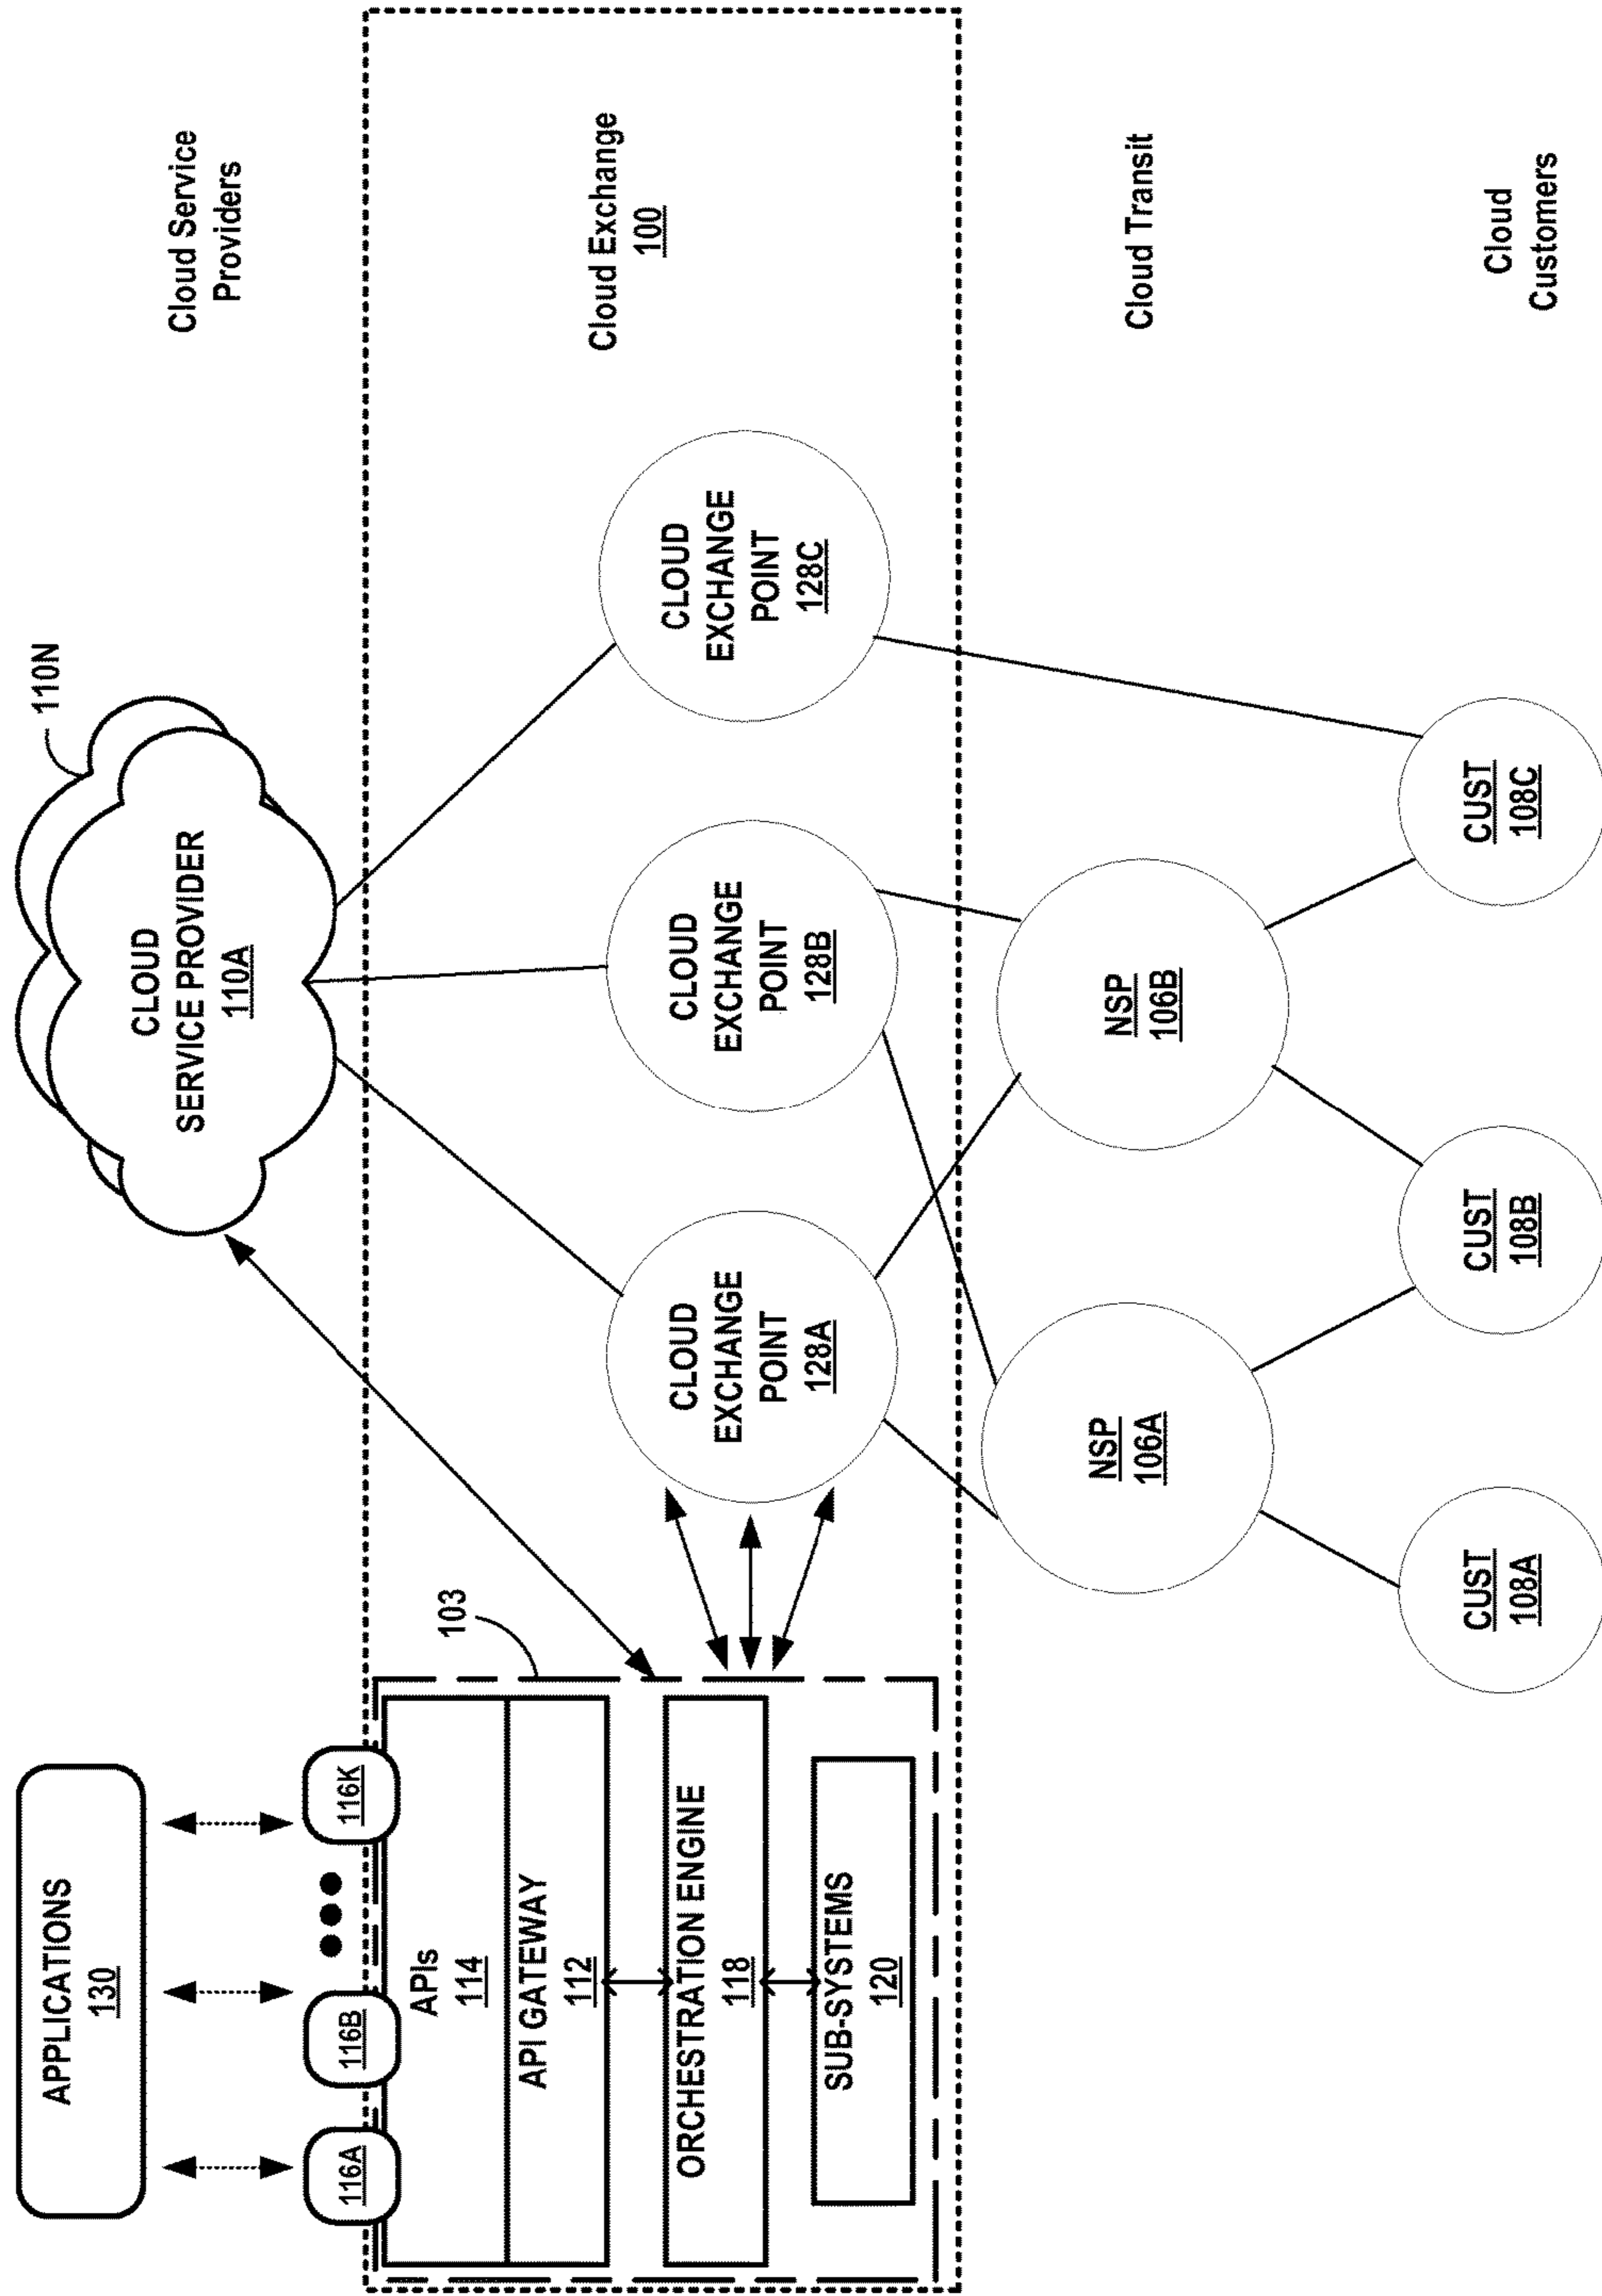 APPLICATIONS
130
116A
116B
116K
103
APIs
114
API GATEWAY
112
ORCHESTRATION ENGINE
118
SUB-SYSTEMS
120
110N
CLOUD
SERVICE PROVIDER
110A
Cloud Service
Providers
CLOUD
EXCHANGE
POINT
128A
CLOUD
EXCHANGE
POINT
128B
CLOUD
EXCHANGE
POINT
128C
Cloud Exchange
100
NSP
106A
NSP
106B
Cloud Transit
CUST
108A
CUST
108B
CUST
108C
Cloud
Customers